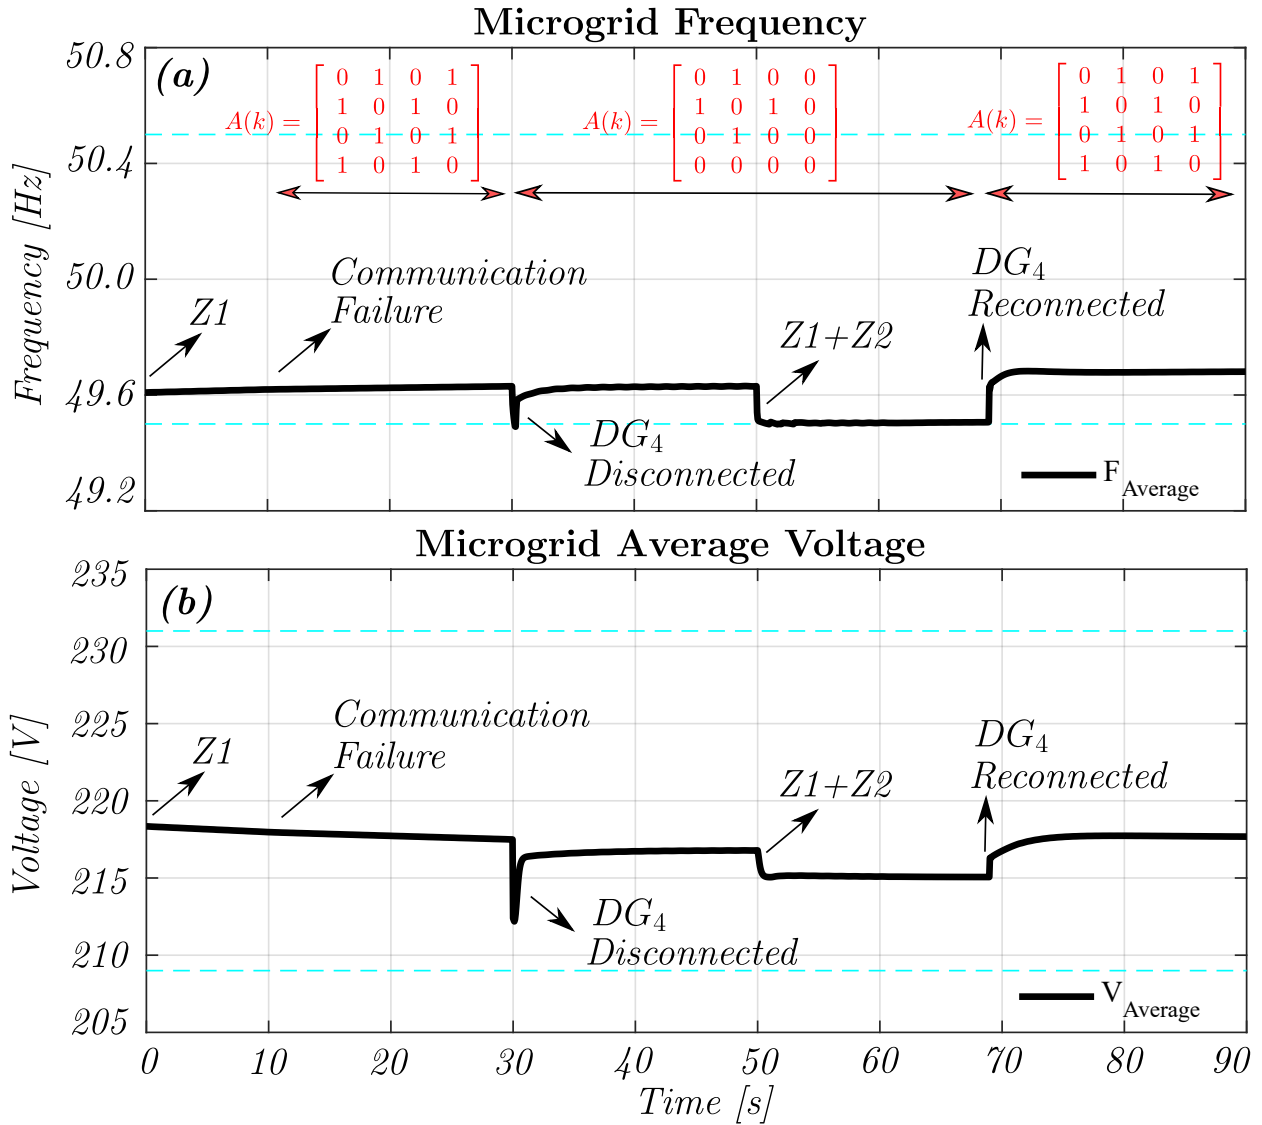 Microgrid Frequency
(a)
50.8
50.4
50.0
49.6
49.2
Frequency [Hz]
A(k) =
0 1 0 1
1 0 1 0
0 1 0 1
1 0 1 0
A(k) =
0 1 0 0
1 0 1 0
0 1 0 0
0 0 0 0
A(k) =
0 1 0 1
1 0 1 0
0 1 0 1
1 0 1 0
Z1
Communication
Failure
DG4
Disconnected
Z1+Z2
DG4
Reconnected
F Average
Microgrid Average Voltage
(b)
235
230
225
220
215
210
205
Voltage [V]
Z1
Communication
Failure
DG4
Disconnected
Z1+Z2
DG4
Reconnected
V Average
0 10 20 30 40 50 60 70 80 90
Time [s]